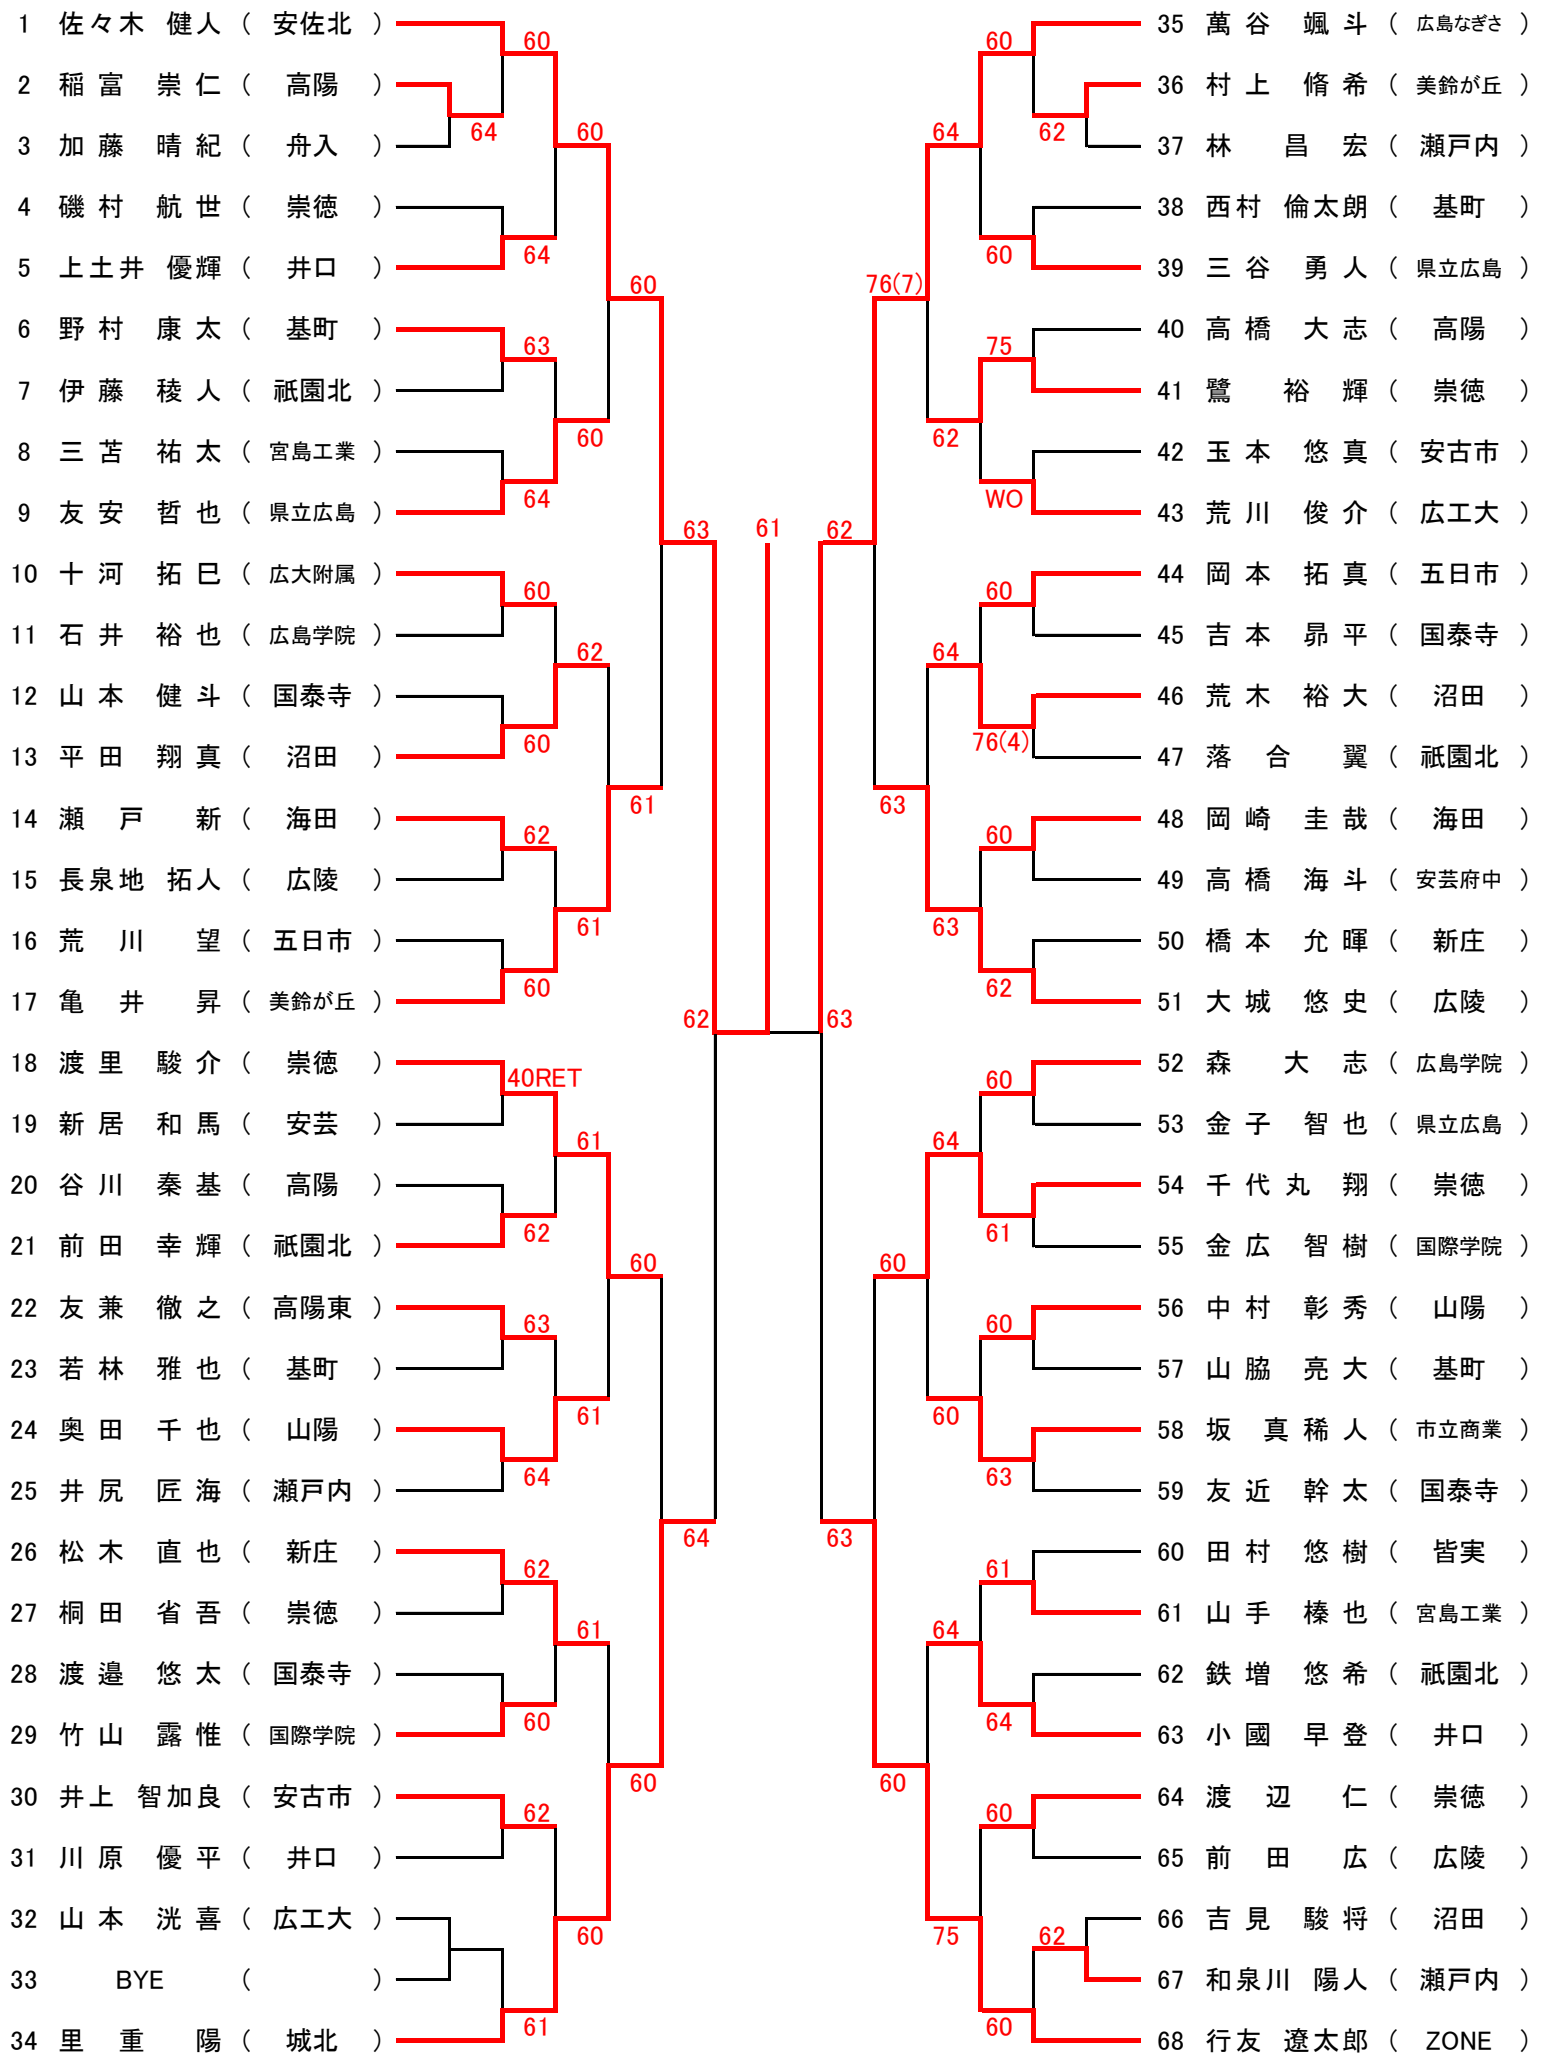 1 佐々木 健人 ( 安佐北 )
60
2 稲富 崇仁 ( 高陽 )
64
3 加藤 晴紀 ( 舟入 )
60
4 磯村 航世 ( 崇徳 )
64
5 上土井 優輝 ( 井口 )
60
6 野村 康太 ( 基町 )
63
7 伊藤 稜人 ( 祇園北 )
60
8 三苫 祐太 ( 宮島工業 )
64
9 友安 哲也 ( 県立広島 )
63
10 十河 拓巳 ( 広大附属 )
60
11 石井 裕也 ( 広島学院 )
62
12 山本 健斗 ( 国泰寺 )
60
13 平田 翔真 ( 沼田 )
61
14 瀬戸 新 ( 海田 )
62
15 長泉地 拓人 ( 広陵 )
61
16 荒川 望 ( 五日市 )
60
17 亀井 昇 ( 美鈴が丘 )
62
18 渡里 駿介 ( 崇徳 )
40RET
19 新居 和馬 ( 安芸 )
61
20 谷川 秦基 ( 高陽 )
62
21 前田 幸輝 ( 祇園北 )
60
22 友兼 徹之 ( 高陽東 )
63
23 若林 雅也 ( 基町 )
61
24 奥田 千也 ( 山陽 )
64
25 井尻 匠海 ( 瀬戸内 )
64
26 松木 直也 ( 新庄 )
62
27 桐田 省吾 ( 崇徳 )
61
28 渡邉 悠太 ( 国泰寺 )
60
29 竹山 露惟 ( 国際学院 )
60
30 井上 智加良 ( 安古市 )
62
31 川原 優平 ( 井口 )
32 山本 洸喜 ( 広工大 )
60
33 BYE ( )
61
34 里重 陽 ( 城北 )
61
35 萬谷 颯斗 ( 広島なぎさ )
60
36 村上 脩希 ( 美鈴が丘 )
62
37 林 昌宏 ( 瀬戸内 )
64
38 西村 倫太朗 ( 基町 )
60
39 三谷 勇人 ( 県立広島 )
76(7)
40 高橋 大志 ( 高陽 )
75
41 鷺 裕輝 ( 崇徳 )
62
42 玉本 悠真 ( 安古市 )
WO
43 荒川 俊介 ( 広工大 )
62
44 岡本 拓真 ( 五日市 )
60
45 吉本 昴平 ( 国泰寺 )
64
46 荒木 裕大 ( 沼田 )
76(4)
47 落合 翼 ( 祇園北 )
63
48 岡崎 圭哉 ( 海田 )
60
49 高橋 海斗 ( 安芸府中 )
63
50 橋本 允暉 ( 新庄 )
62
51 大城 悠史 ( 広陵 )
63
52 森 大志 ( 広島学院 )
60
53 金子 智也 ( 県立広島 )
64
54 千代丸 翔 ( 崇徳 )
61
55 金広 智樹 ( 国際学院 )
60
56 中村 彰秀 ( 山陽 )
60
57 山脇 亮大 ( 基町 )
60
58 坂 真稀人 ( 市立商業 )
63
59 友近 幹太 ( 国泰寺 )
63
60 田村 悠樹 ( 皆実 )
61
61 山手 榛也 ( 宮島工業 )
64
62 鉄増 悠希 ( 祇園北 )
64
63 小國 早登 ( 井口 )
60
64 渡辺 仁 ( 崇徳 )
60
65 前田 広 ( 広陵 )
66 吉見 駿将 ( 沼田 )
75
62
67 和泉川 陽人 ( 瀬戸内 )
60
68 行友 遼太郎 ( ZONE )